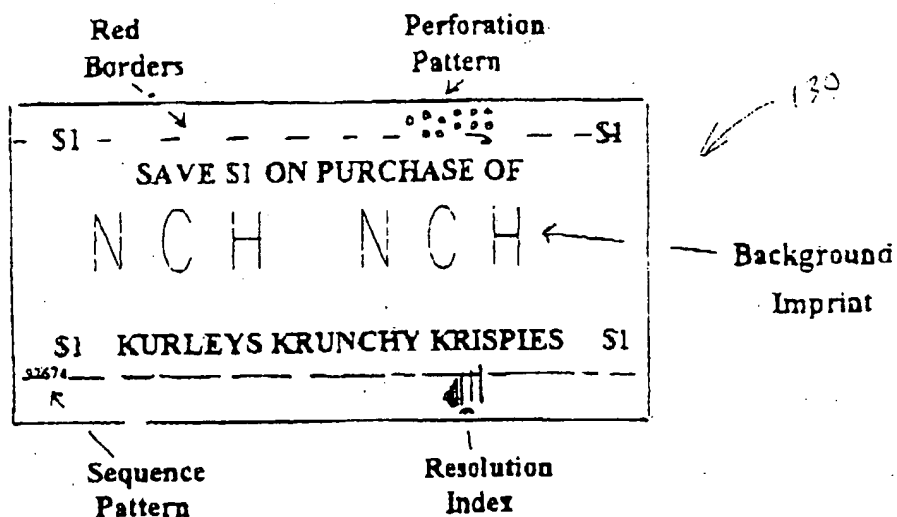 Red
Borders
Perforation
Pattern
130
S1 S1
SAVE S1 ON PURCHASE OF
N C H N C H
Background
Imprint
S1 KURLEYS KRUNCHY KRISPIES S1
Sequence
Pattern
Resolution
Index